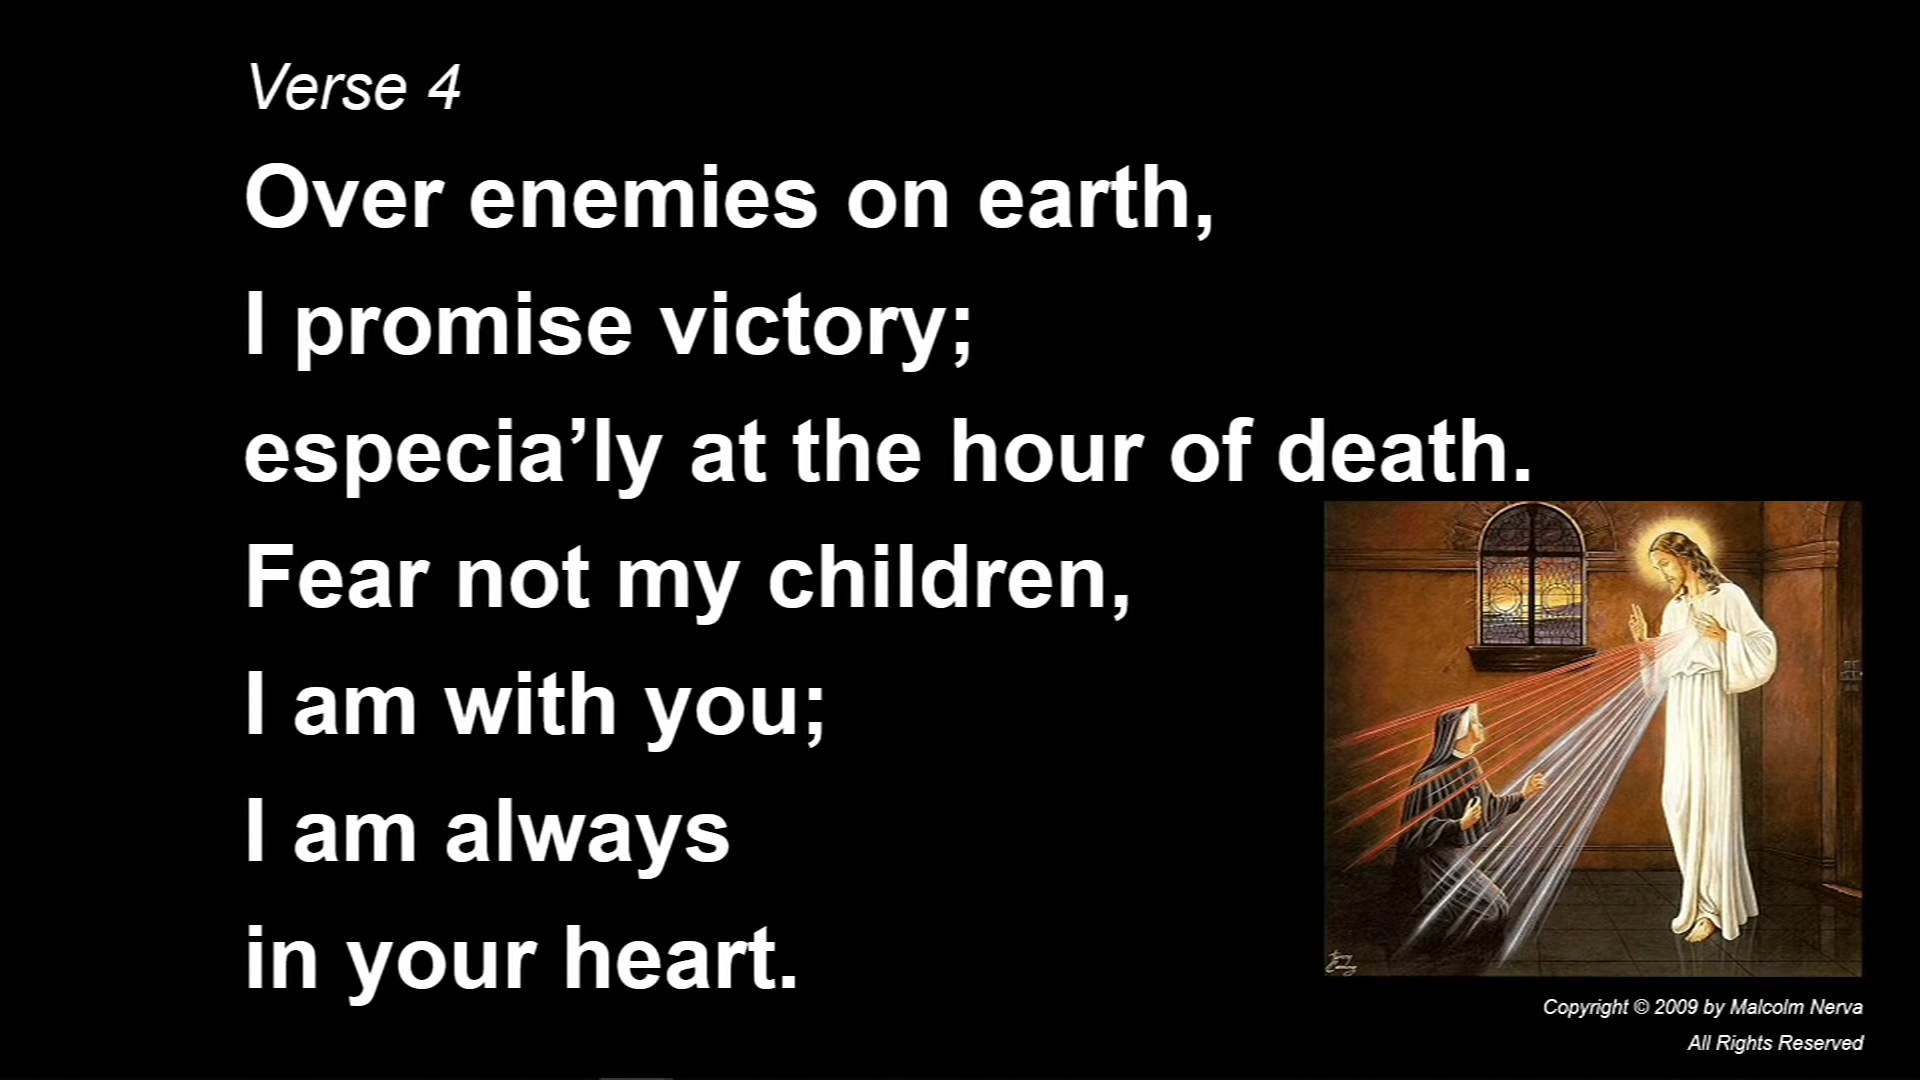 Verse 4
Over enemies on earth,
I promise victory;
especia’ly at the hour of death.
Fear not my children,
I am with you;
I am always
in your heart.
Copyright © 2009 by Malcolm Nerva
All Rights Reserved